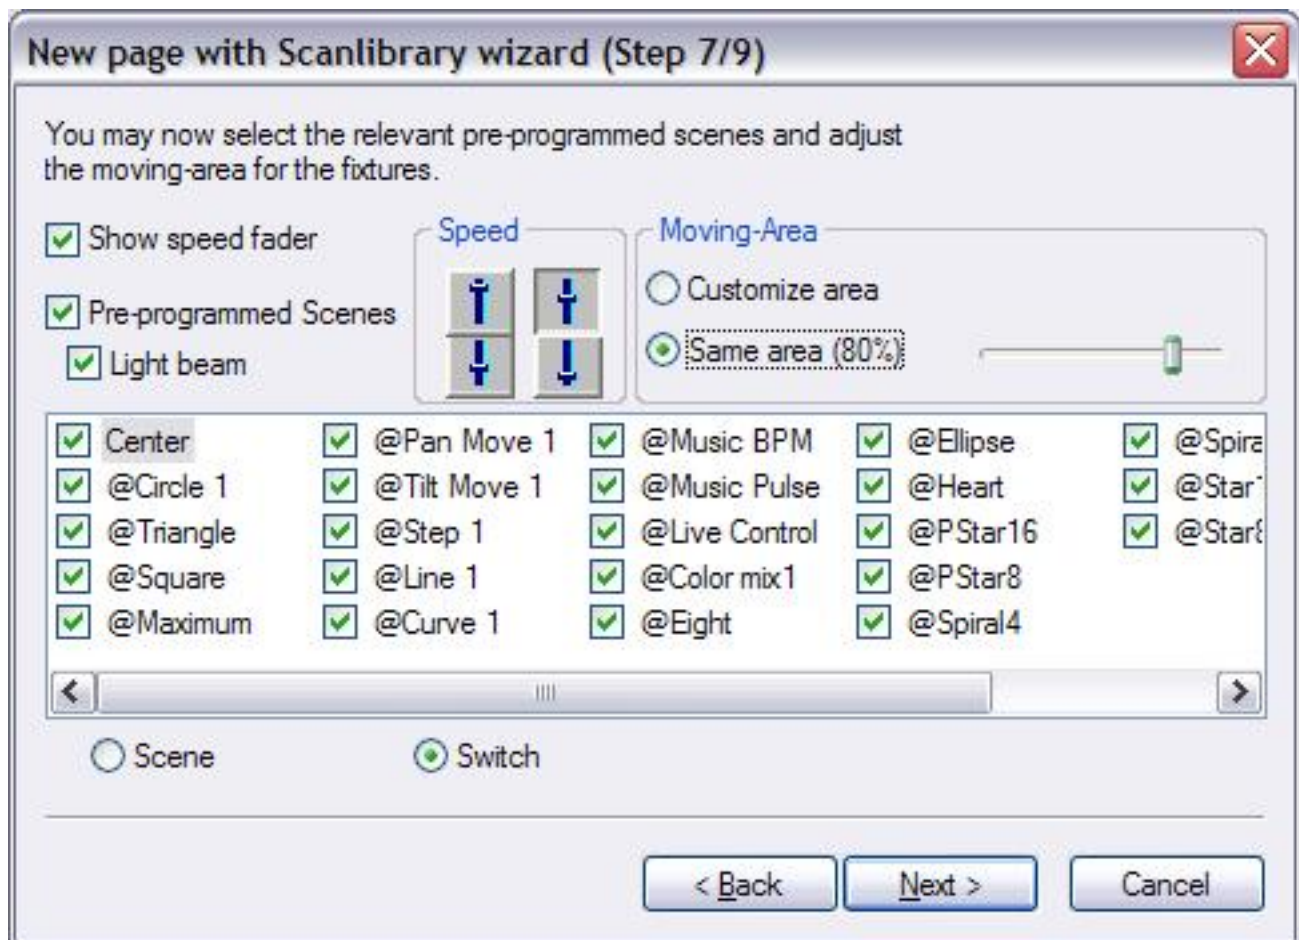 New page with Scanlibrary wizard (Step 7/9)
You may now select the relevant pre-programmed scenes and adjust
the moving-area for the fixtures.
Show speed fader
Speed
Moving-Area
Customize area
Pre-programmed Scenes
Same area (80%)
Light beam
Center @Pan Move 1 @Music BPM @Ellipse
@Circle 1 @Tilt Move 1 @Music Pulse @Heart
@Triangle @Step 1 @Live Control @PStar16
@Square @Line 1 @Color mix1 @PStar8
@Maximum @Curve 1 @Eight @Spiral4
Scene Switch
< Back Next > Cancel